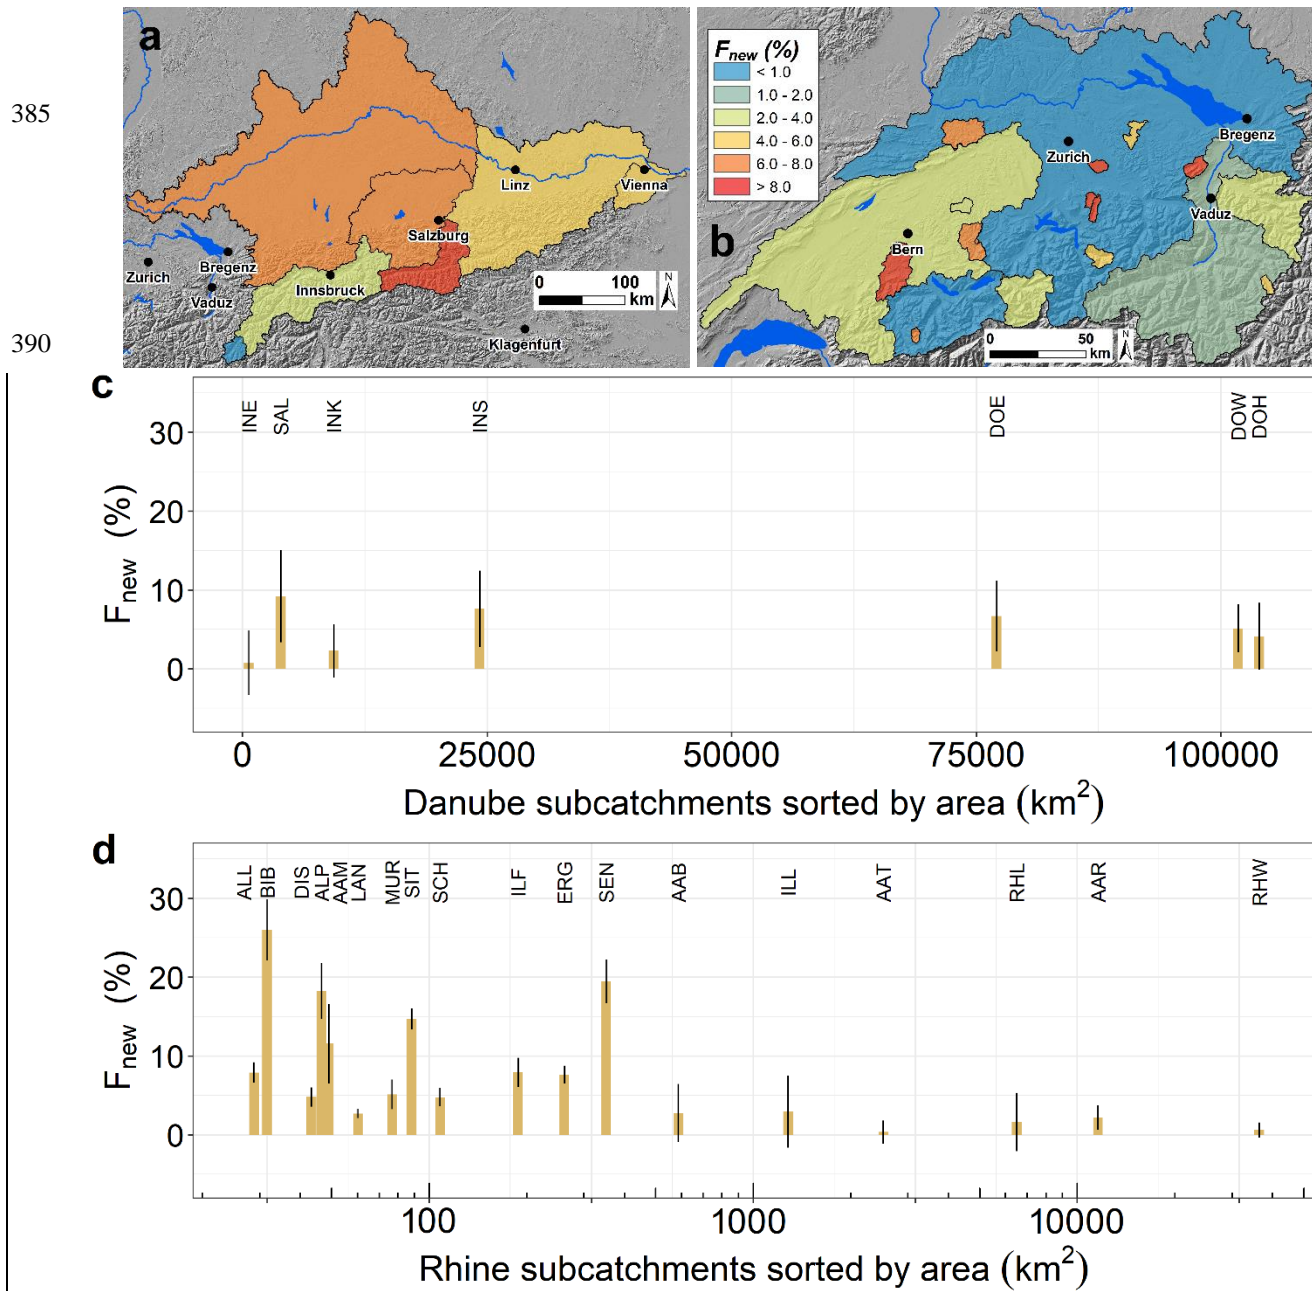 385
390
a
Salzburg
Linz
Vienna
Zurich
Bregenz
Vaduz
Innsbruck
Klagenfurt
0 100
km
N
F_new (%)
< 1.0
1.0 - 2.0
2.0 - 4.0
4.0 - 6.0
6.0 - 8.0
> 8.0
b
Bern
Zurich
Bregenz
Vaduz
0 50
km
N
c
INE SAL INK INS DOE DOW DOH
30
20
10
0
F_new (%)
0 25000 50000 75000 100000
Danube subcatchments sorted by area (km²)
d
ALL BIB DIS ALP AAM LAN MUR SIT SCH ILF ERG SEN AAB ILL AAT RHL AAR RHW
30
20
10
0
F_new (%)
100 1000 10000
Rhine subcatchments sorted by area (km²)